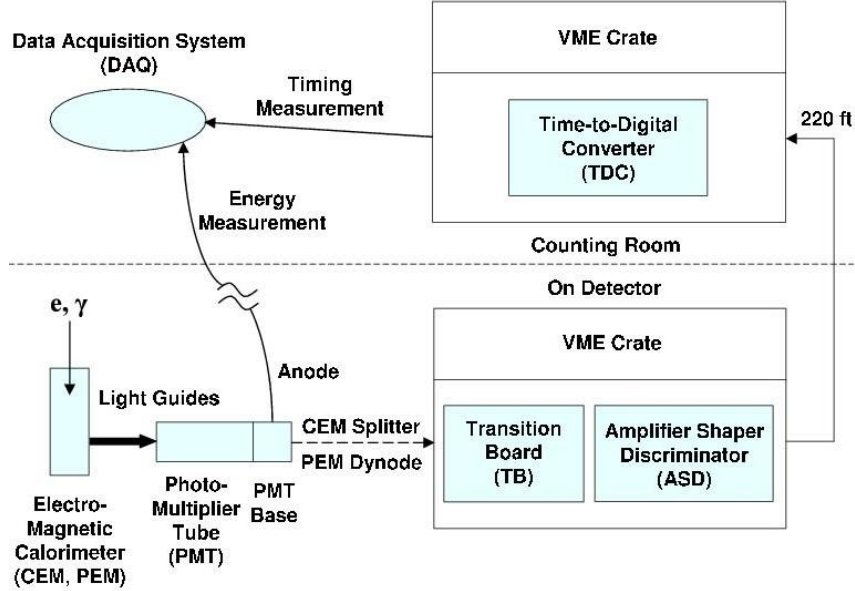 Data Acquisition System
(DAQ)
Timing
Measurement
VME Crate
Time-to-Digital
Converter
(TDC)
220 ft
Energy
Measurement
Counting Room
On Detector
e, γ
VME Crate
Anode
Light Guides
CEM Splitter
PEM Dynode
Transition
Board
(TB)
Amplifier Shaper
Discriminator
(ASD)
Electro-
Magnetic
Calorimeter
(CEM, PEM)
Photo-
Multiplier
Tube
(PMT)
PMT
Base